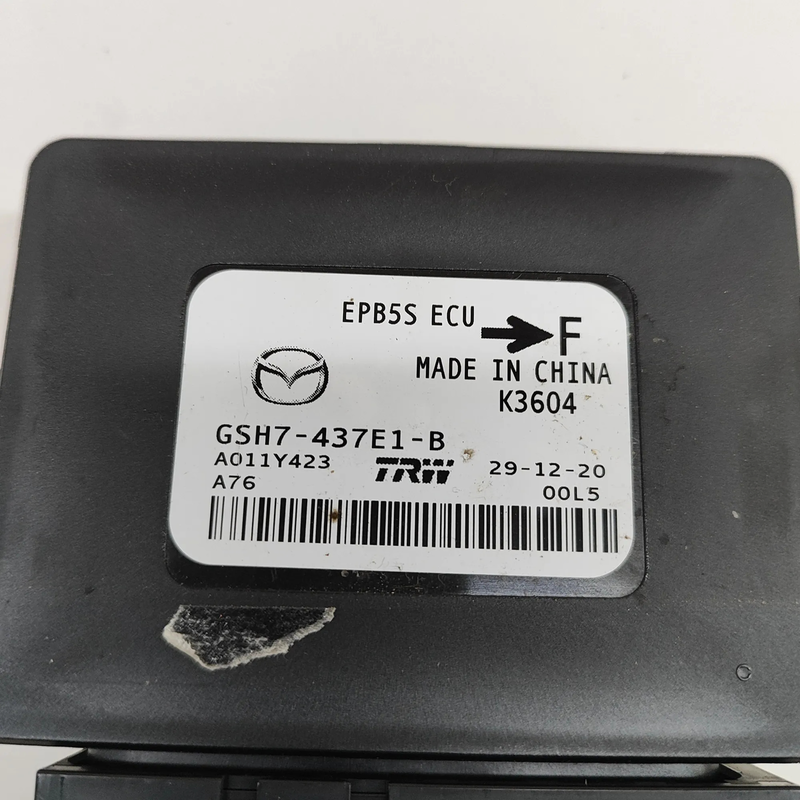 EPB5S ECU
F
MADE IN CHINA
K3604
GSH7-437E1-B
A011Y423 TRW 29-12-20
A76 00L5
C